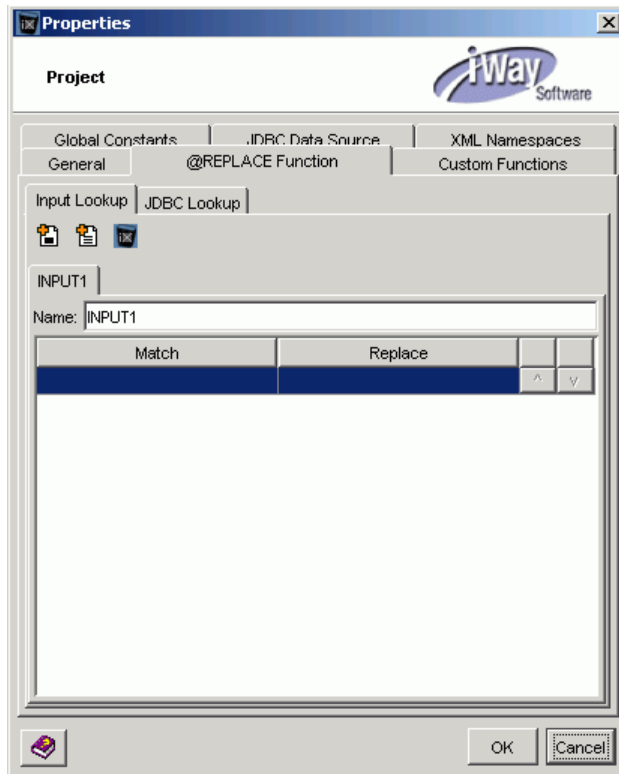 Properties
Project
iWay
Software
Global Constants JDBC Data Source XML Namespaces
General @REPLACE Function Custom Functions
Input Lookup JDBC Lookup
INPUT1
Name: INPUT1
Match Replace
^ v
OK Cancel